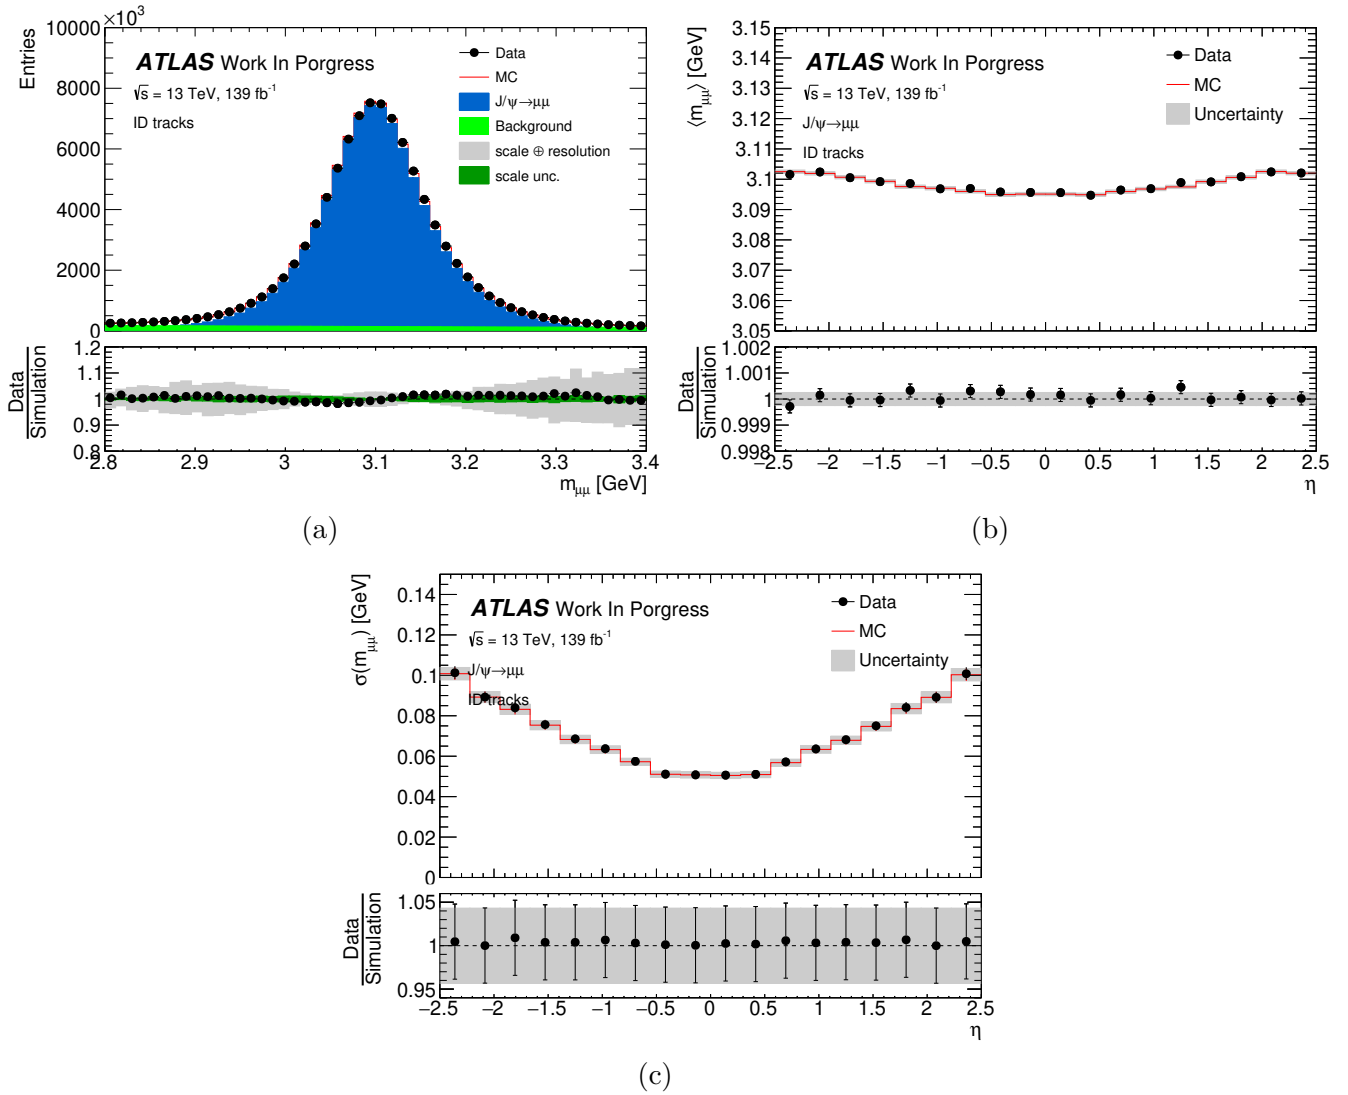 ×10³
Entries
10000
8000
6000
4000
2000
0
ATLAS Work In Porgress
√s = 13 TeV, 139 fb⁻¹
ID tracks
Data
MC
J/ψ→μμ
Background
scale ⊕ resolution
scale unc.
Data
Simulation
1.2
1.1
1
0.9
0.8
2.8 2.9 3 3.1 3.2 3.3 3.4
m_μμ [GeV]
(a)
⟨m_μμ⟩ [GeV]
3.15
3.14
3.13
3.12
3.11
3.1
3.09
3.08
3.07
3.06
3.05
ATLAS Work In Porgress
√s = 13 TeV, 139 fb⁻¹
J/ψ→μμ
ID tracks
Data
MC
Uncertainty
Data
Simulation
1.002
1.001
1
0.999
0.998
−2.5 −2 −1.5 −1 −0.5 0 0.5 1 1.5 2 2.5
η
(b)
σ(m_μμ) [GeV]
0.14
0.12
0.1
0.08
0.06
0.04
0.02
0
ATLAS Work In Porgress
√s = 13 TeV, 139 fb⁻¹
J/ψ→μμ
ID tracks
Data
MC
Uncertainty
Data
Simulation
1.05
1
0.95
−2.5 −2 −1.5 −1 −0.5 0 0.5 1 1.5 2 2.5
η
(c)